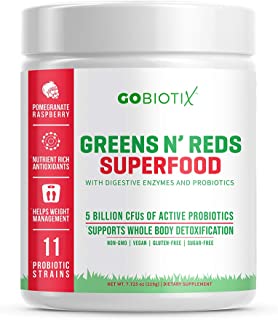 GOBIOTIX
GREENS N' REDS
SUPERFOOD
WITH DIGESTIVE ENZYMES AND PROBIOTICS
5 BILLION CFUS OF ACTIVE PROBIOTICS
*SUPPORTS WHOLE BODY DETOXIFICATION
NON-GMO | VEGAN | GLUTEN-FREE | SUGAR-FREE
POMEGRANATE
RASPBERRY
NUTRIENT RICH
ANTIOXIDANTS
*HELPS WEIGHT
MANAGEMENT
11
PROBIOTIC
STRAINS
DIETARY SUPPLEMENT